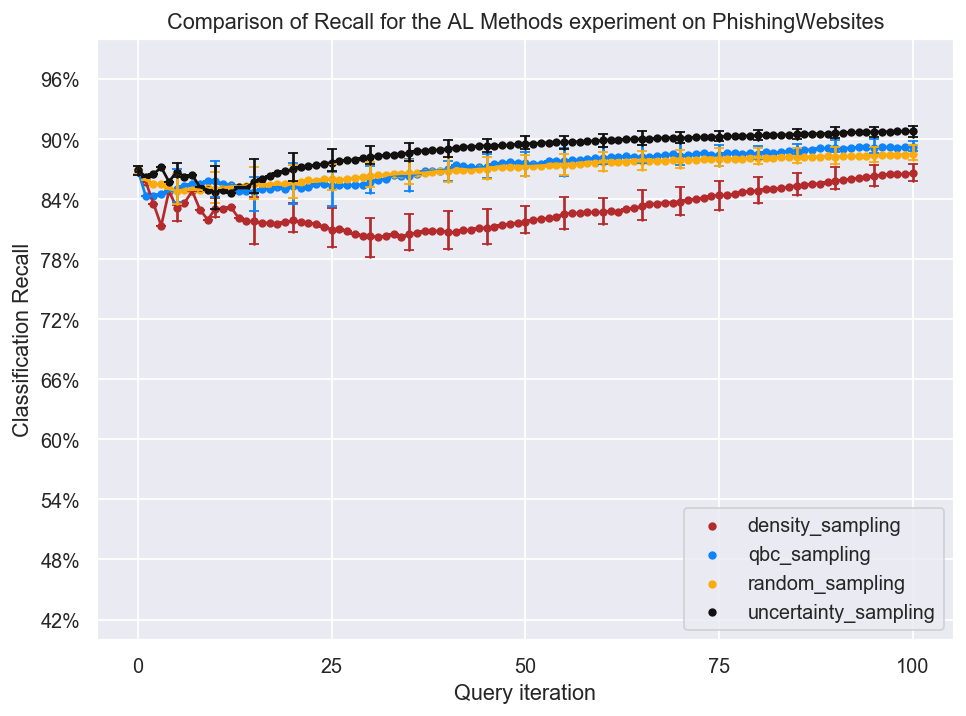 Comparison of Recall for the AL Methods experiment on PhishingWebsites
96%
90%
84%
78%
72%
66%
60%
54%
48%
42%
Classification Recall
density_sampling
qbc_sampling
random_sampling
uncertainty_sampling
0
25
50
75
100
Query iteration